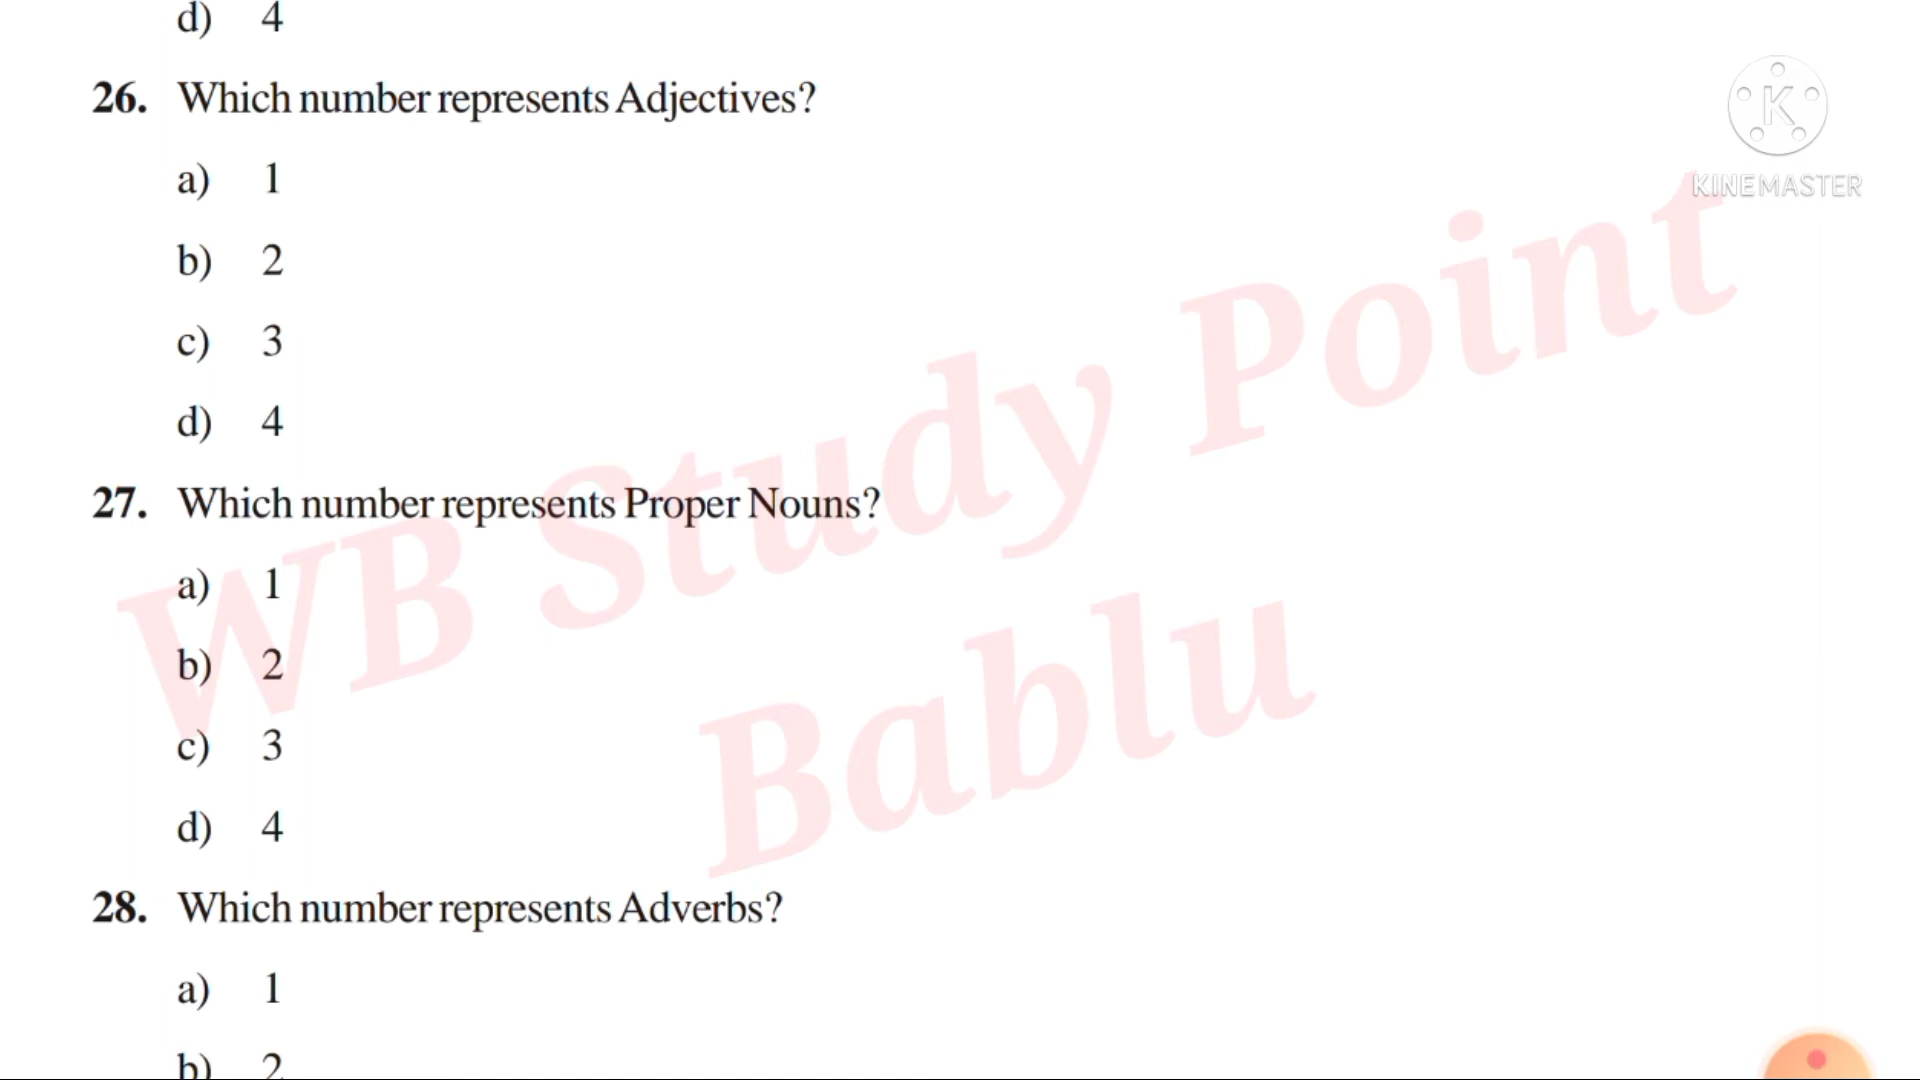 d) 4
26. Which number represents Adjectives?
a) 1
b) 2
c) 3
d) 4
27. Which number represents Proper Nouns?
a) 1
b) 2
c) 3
d) 4
28. Which number represents Adverbs?
a) 1
b) 2
KINEMASTER
WB Study Point
Bablu